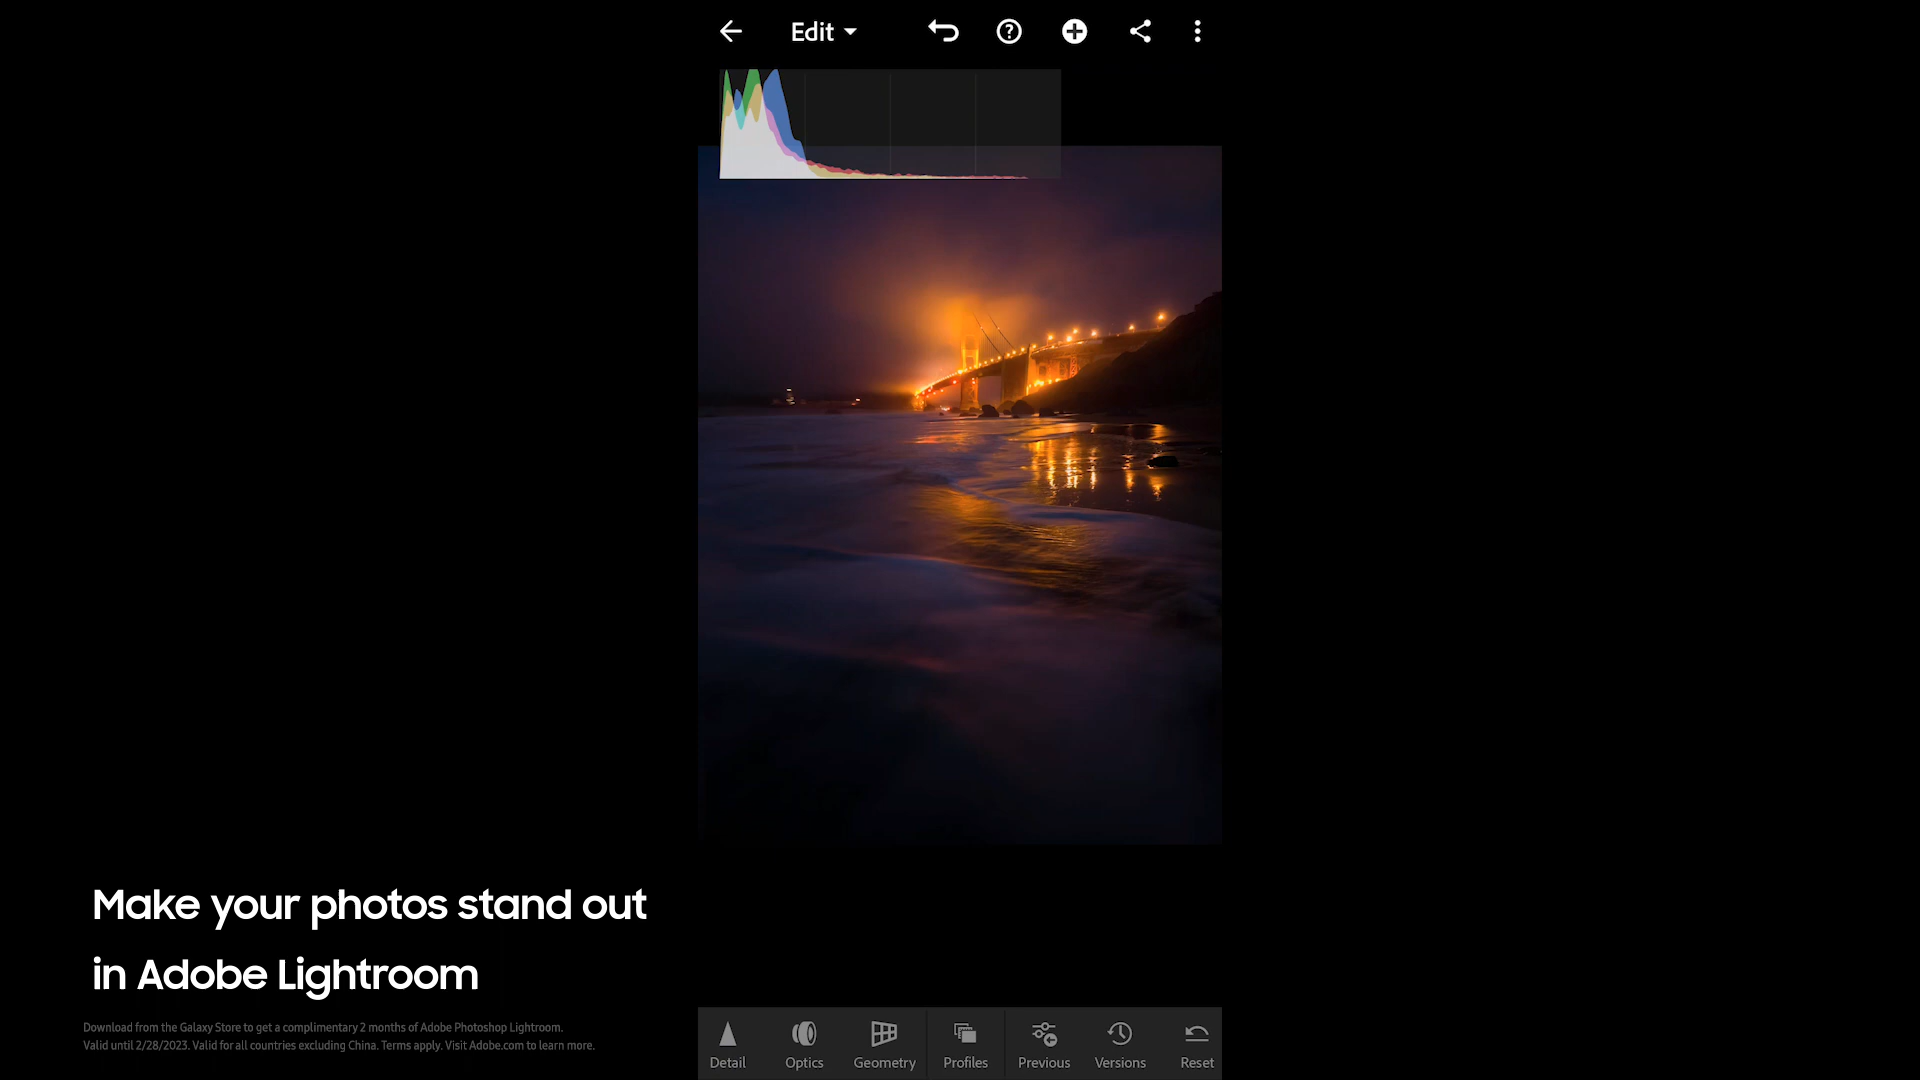 Edit
Make your photos stand out
in Adobe Lightroom
Download from the Galaxy Store to get a complimentary 2 months of Adobe Photoshop Lightroom.
Valid until 2/28/2023. Valid for all countries excluding China. Terms apply. Visit Adobe.com to learn more.
Detail Optics Geometry Profiles Previous Versions Reset